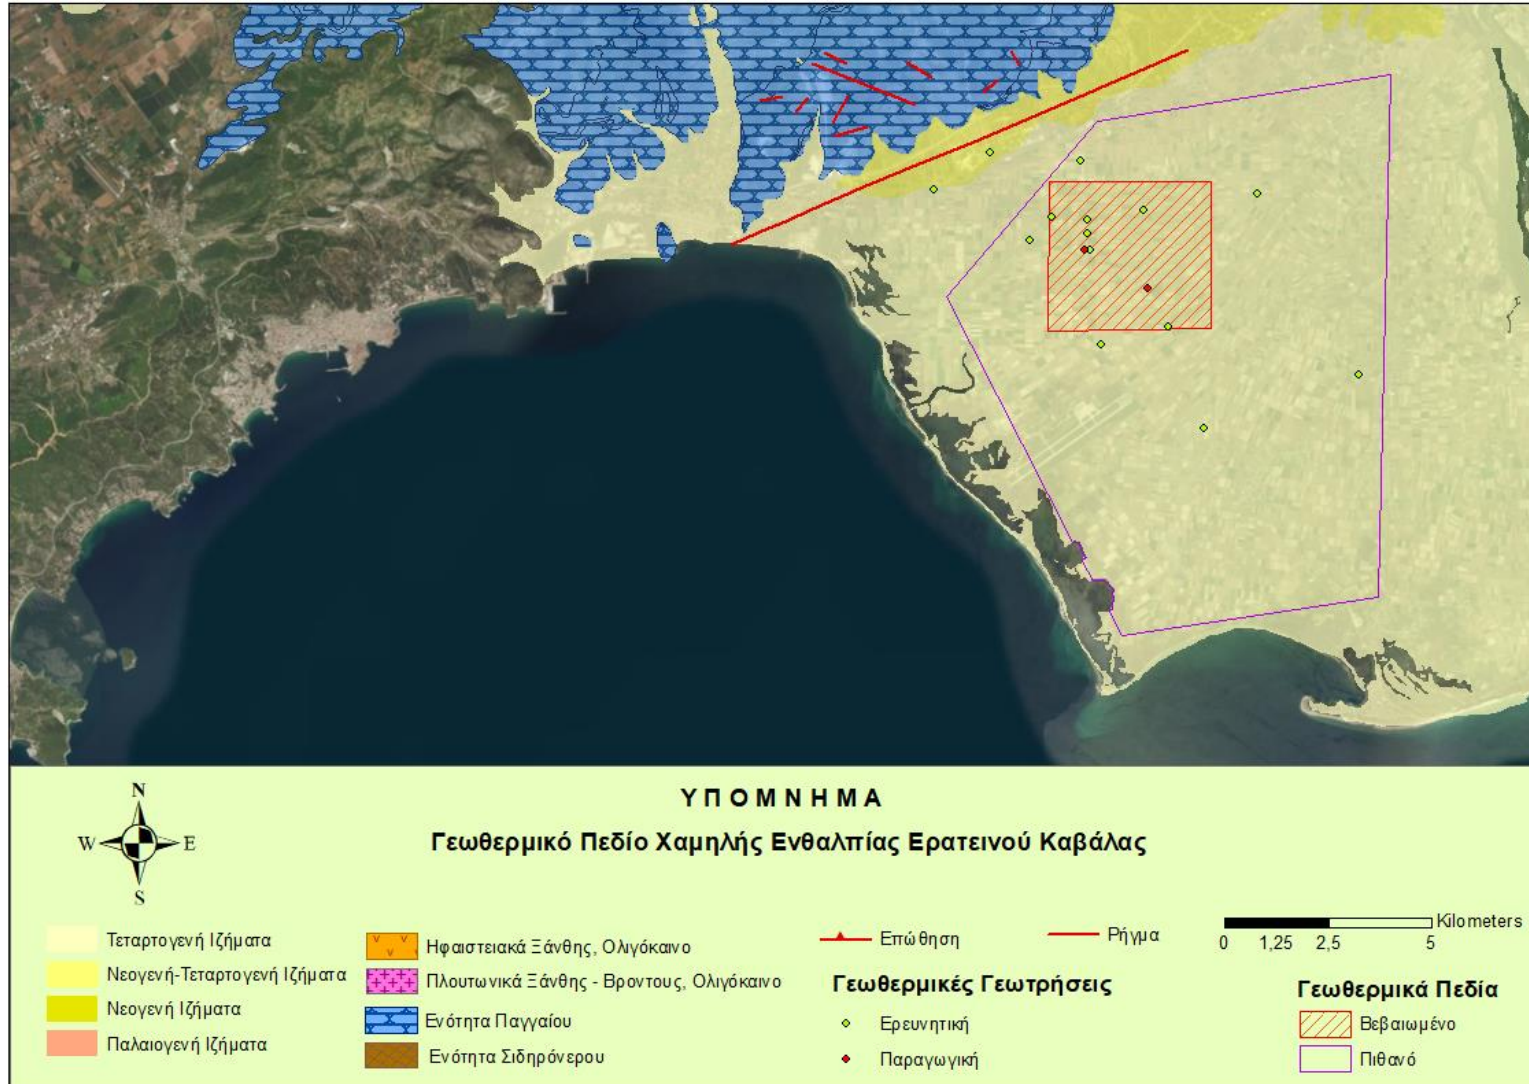 N
W E
S
ΥΠΟΜΝΗΜΑ
Γεωθερμικό Πεδίο Χαμηλής Ενθαλπίας Ερατεινού Καβάλας
Τεταρτογενή Ιζήματα
Νεογενή-Τεταρτογενή Ιζήματα
Νεογενή Ιζήματα
Παλαιογενή Ιζήματα
Ηφαιστειακά Ξάνθης, Ολιγόκαινο
Πλουτωνικά Ξάνθης - Βροντους, Ολιγόκαινο
Ενότητα Παγγαίου
Ενότητα Σιδηρόνερου
Επώθηση
Ρήγμα
Γεωθερμικές Γεωτρήσεις
Ερευνητική
Παραγωγική
Kilometers
0 1,25 2,5 5
Γεωθερμικά Πεδία
Βεβαιωμένο
Πιθανό